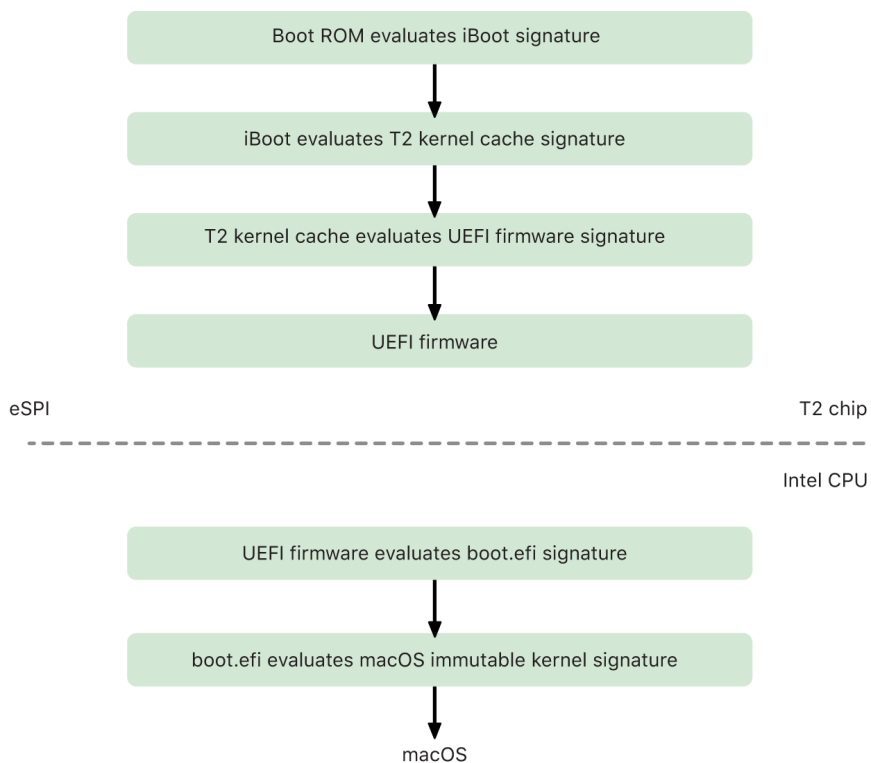 Boot ROM evaluates iBoot signature
iBoot evaluates T2 kernel cache signature
T2 kernel cache evaluates UEFI firmware signature
UEFI firmware
eSPI
T2 chip
Intel CPU
UEFI firmware evaluates boot.efi signature
boot.efi evaluates macOS immutable kernel signature
macOS